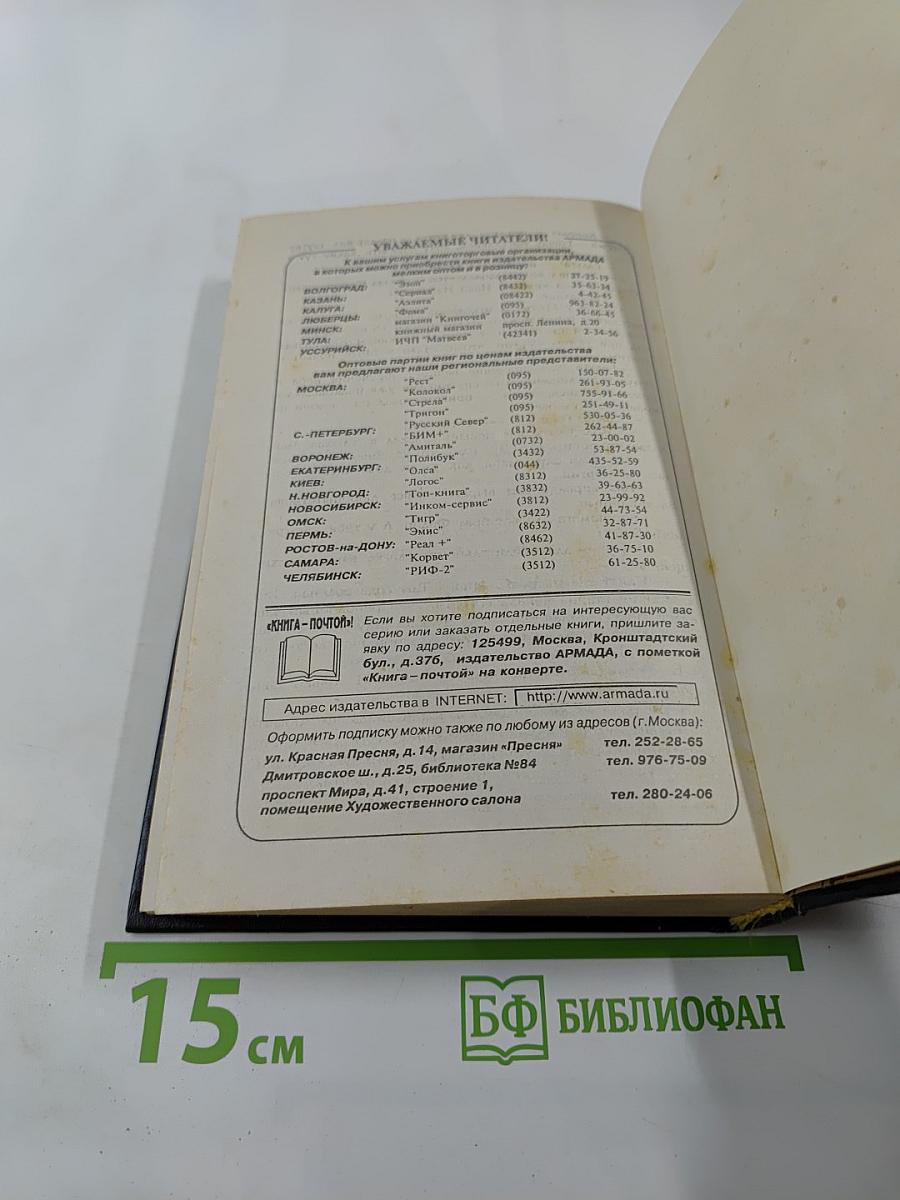 УВАЖАЕМЫЕ ЧИТАТЕЛИ!
К вашим услугам книготорговые организации,
в которых можно приобрести книги издательства АРМАДА
мелким оптом и в розницу:
ВОЛГОГРАД: "Эзоп" (8442) 37-25-19
КАЗАНЬ: "Сериал" (8432) 35-63-34
КАЛУГА: "Аэлита" (08422) 4-42-45
ЛЮБЕРЦЫ: "Фома" (095) 963-82-24
МИНСК: магазин "Книгочей" (0172) 36-66-45
ТУЛА: книжный магазин просп. Ленина, д.20
УССУРИЙСК: ИЧП "Матвеев" (42341) 2-34-56
Оптовые партии книг по ценам издательства
вам предлагают наши региональные представители:
МОСКВА: "Рест" (095) 150-07-82
"Колокол" (095) 261-93-05
"Стрела" (095) 755-91-66
"Тригон" (095) 251-49-11
С.-ПЕТЕРБУРГ: "Русский Север" (812) 530-05-36
"БИМ+" (812) 262-44-87
ВОРОНЕЖ: "Амиталь" (0732) 23-00-02
ЕКАТЕРИНБУРГ: "Полибук" (3432) 53-87-54
КИЕВ: "Олса" (044) 435-52-59
Н.НОВГОРОД: "Логос" (8312) 36-25-80
НОВОСИБИРСК: "Топ-книга" (3832) 39-63-63
ОМСК: "Инком-сервис" (3812) 23-99-92
ПЕРМЬ: "Тигр" (3422) 44-73-54
РОСТОВ-на-ДОНУ: "Эмис" (8632) 32-87-71
САМАРА: "Реал +" (8462) 41-87-30
ЧЕЛЯБИНСК: "Корвет" (3512) 36-75-10
"РИФ-2" (3512) 61-25-80
«КНИГА – ПОЧТОЙ»!
Если вы хотите подписаться на интересующую вас
серию или заказать отдельные книги, пришлите за-
явку по адресу: 125499, Москва, Кронштадтский
бул., д.37б, издательство АРМАДА, с пометкой
«Книга – почтой» на конверте.
Адрес издательства в INTERNET: http://www.armada.ru
Оформить подписку можно также по любому из адресов (г.Москва):
ул. Красная Пресня, д.14, магазин «Пресня» тел. 252-28-65
Дмитровское ш., д.25, библиотека №84 тел. 976-75-09
проспект Мира, д.41, строение 1,
помещение Художественного салона тел. 280-24-06
15 см
БФ БИБЛИОФАН